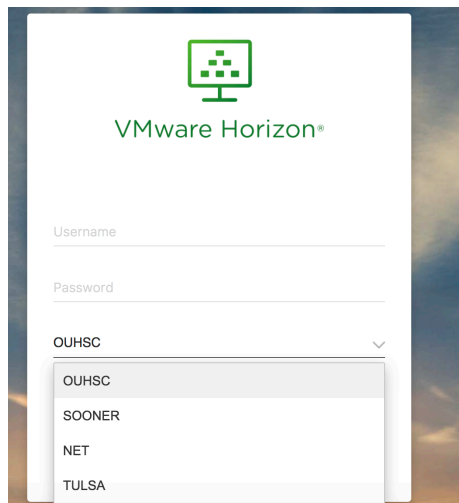 VMware Horizon®
Username
Password
OUHSC
OUHSC
SOONER
NET
TULSA